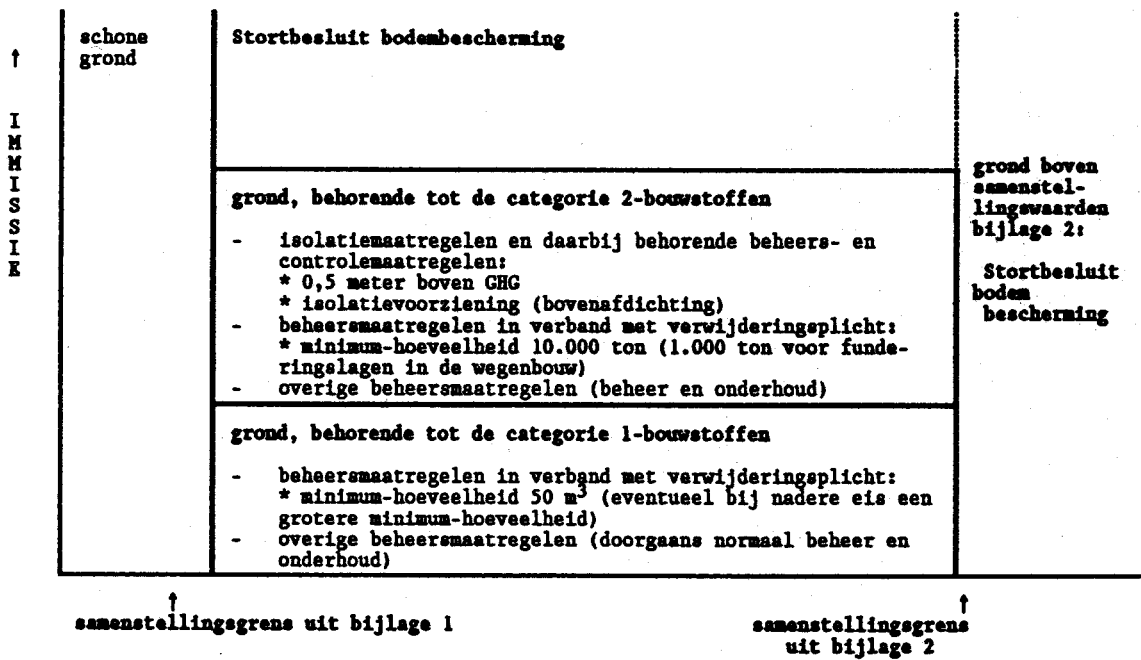 ↑
IMMISSIE
schone
grond
Stortbesluit bodembescherming
grond, behorende tot de categorie 2-bouwstoffen
- isolatiemaatregelen en daarbij behorende beheers- en
controlemaatregelen:
* 0,5 meter boven GHG
* isolatievoorziening (bovenafdichting)
- beheersmaatregelen in verband met verwijderingsplicht:
* minimum-hoeveelheid 10.000 ton (1.000 ton voor funde-
ringslagen in de wegenbouw)
- overige beheersmaatregelen (beheer en onderhoud)
grond, behorende tot de categorie 1-bouwstoffen
- beheersmaatregelen in verband met verwijderingsplicht:
* minimum-hoeveelheid 50 m³ (eventueel bij nadere eis een
grotere minimum-hoeveelheid)
- overige beheersmaatregelen (doorgaans normaal beheer en
onderhoud)
grond boven
samenstel-
lingswaarden
bijlage 2:
Stortbesluit
bodem
bescherming
↑
samenstellingsgrens uit bijlage 1
↑
samenstellingsgrens
uit bijlage 2